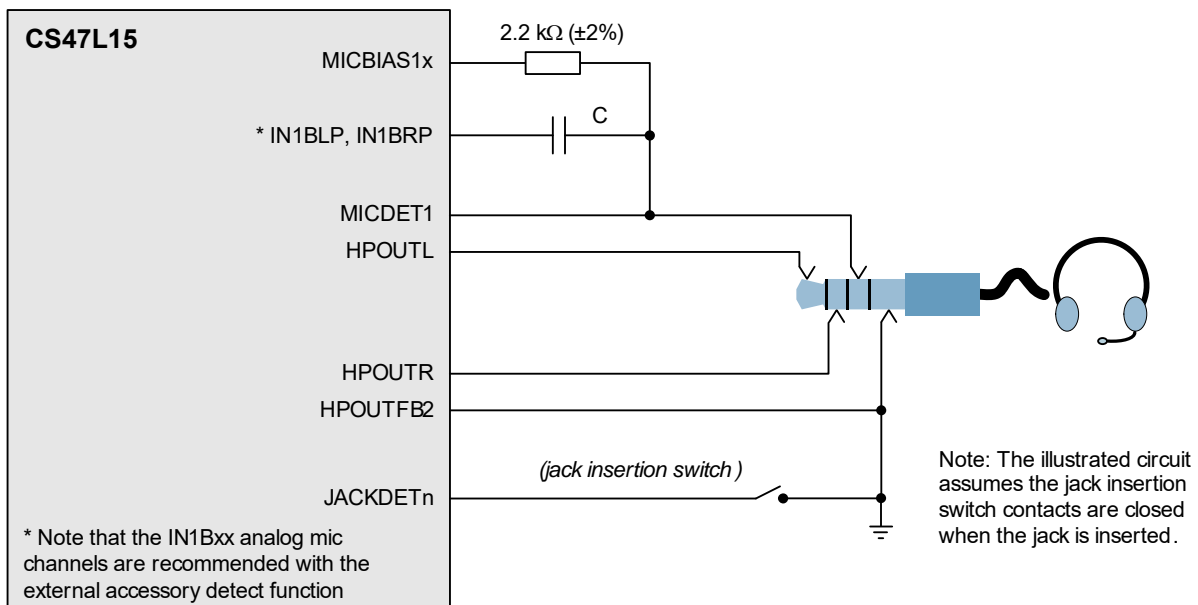 CS47L15
2.2 kΩ (±2%)
MICBIAS1x
C
* IN1BLP, IN1BRP
MICDET1
HPOUTL
HPOUTR
HPOUTFB2
(jack insertion switch)
JACKDETn
Note: The illustrated circuit
assumes the jack insertion
switch contacts are closed
when the jack is inserted.
* Note that the IN1Bxx analog mic
channels are recommended with the
external accessory detect function